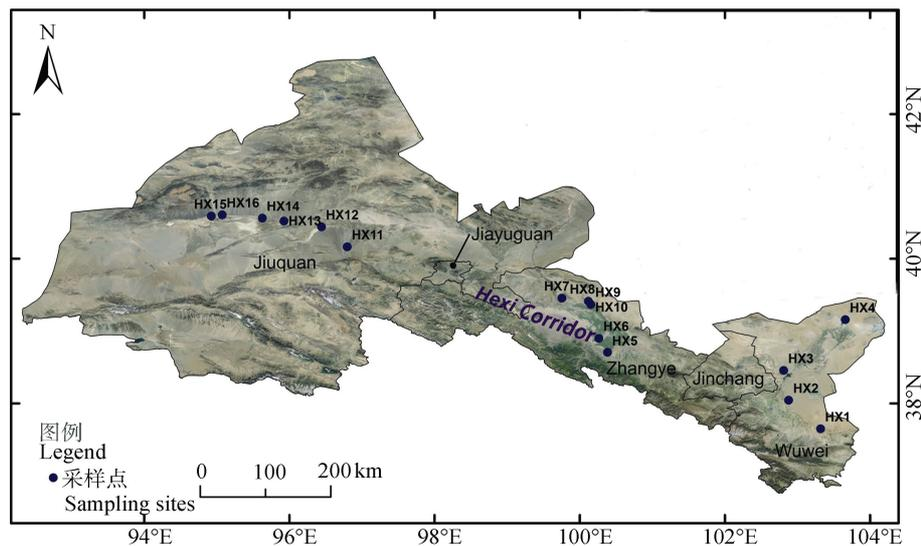 N
42°N
HX15 HX16 HX14
HX13 HX12
HX11
Jiayuguan
40°N
Jiuquan
HX7 HX8 HX9
HX10
Hexi Corridor
HX4
HX6
HX5
Zhangye
HX3
Jinchang
HX2
38°N
HX1
Wuwei
图例
Legend
采样点
Sampling sites
0 100 200 km
94°E 96°E 98°E 100°E 102°E 104°E